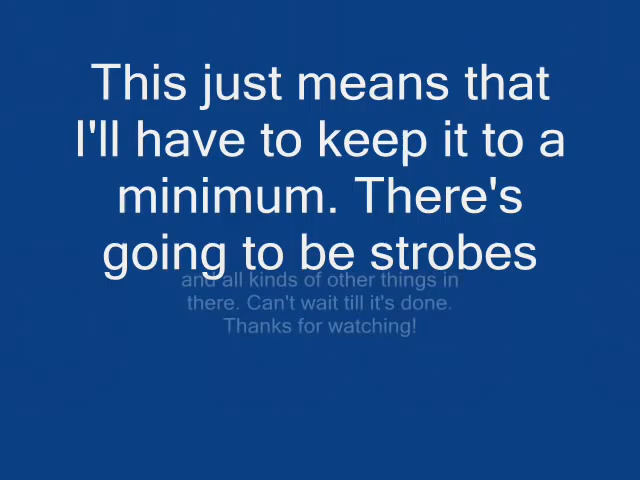 This just means that
I'll have to keep it to a
minimum. There's
going to be strobes
and all kinds of other things in
there. Can't wait till it's done.
Thanks for watching!